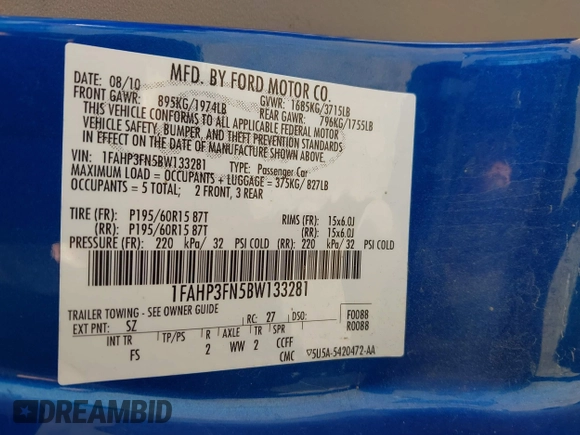 MFD. BY FORD MOTOR CO.
DATE: 08/10 GVWR: 1685KG/3715LB
FRONT GAWR: 895KG/1974LB REAR GAWR: 796KG/1755LB
THIS VEHICLE CONFORMS TO ALL APPLICABLE FEDERAL MOTOR
VEHICLE SAFETY, BUMPER, AND THEFT PREVENTION STANDARDS
IN EFFECT ON THE DATE OF MANUFACTURE SHOWN ABOVE.
VIN: 1FAHP3FN5BW133281 TYPE: Passenger Car
MAXIMUM LOAD = OCCUPANTS + LUGGAGE = 375KG/ 827LB
OCCUPANTS = 5 TOTAL; 2 FRONT, 3 REAR
TIRE (FR): P195/60R15 87T RIMS (FR): 15x6.0J
(RR): P195/60R15 87T (RR): 15x6.0J
PRESSURE (FR): 220 kPa/ 32 PSI COLD (RR): 220 kPa/ 32 PSI COLD
1FAHP3FN5BW133281
TRAILER TOWING - SEE OWNER GUIDE
EXT PNT: SZ RC: 27 DSO: F0088
INT TR TP/PS R AXLE TR SPR R0088
FS 2 WW 2 CCFF
CMC ▽5U5A-5420472-AA
DREAMBID